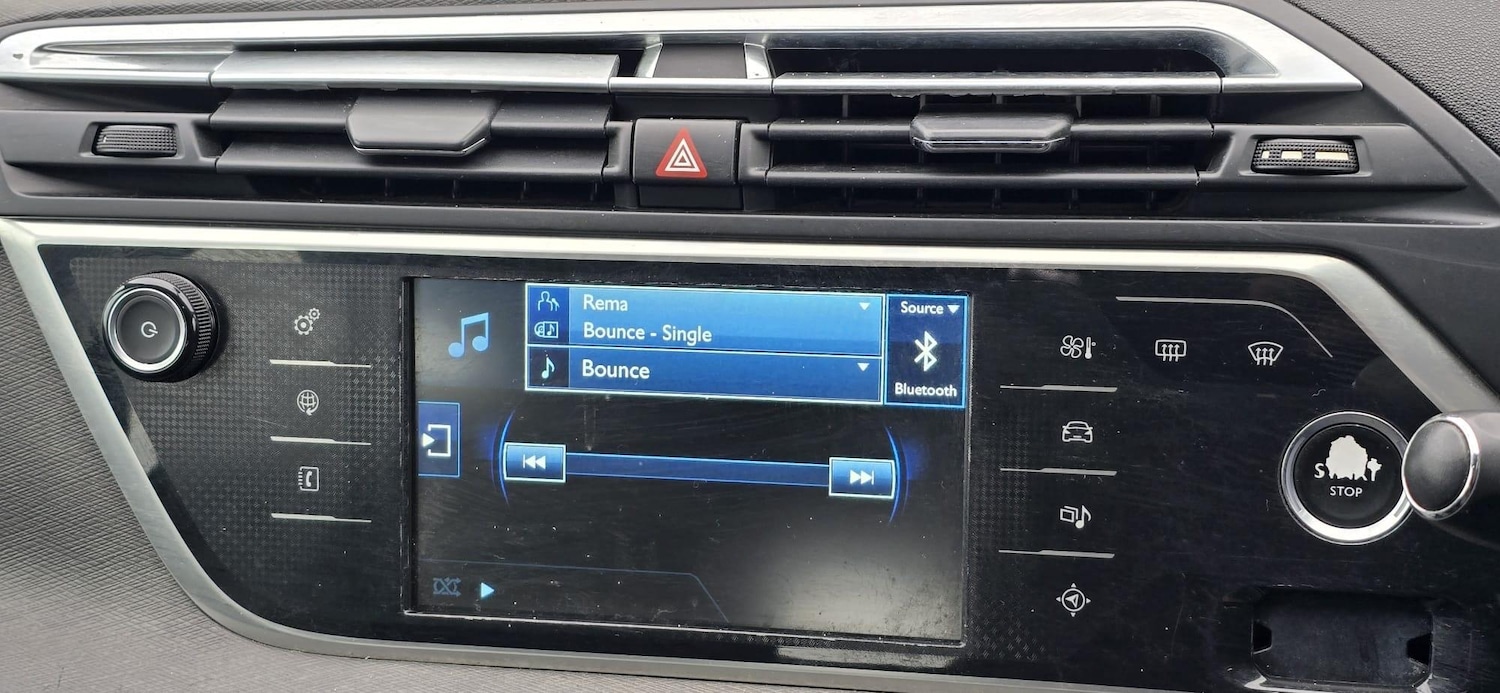 Rema
Bounce - Single
Bounce
Source
Bluetooth
STOP